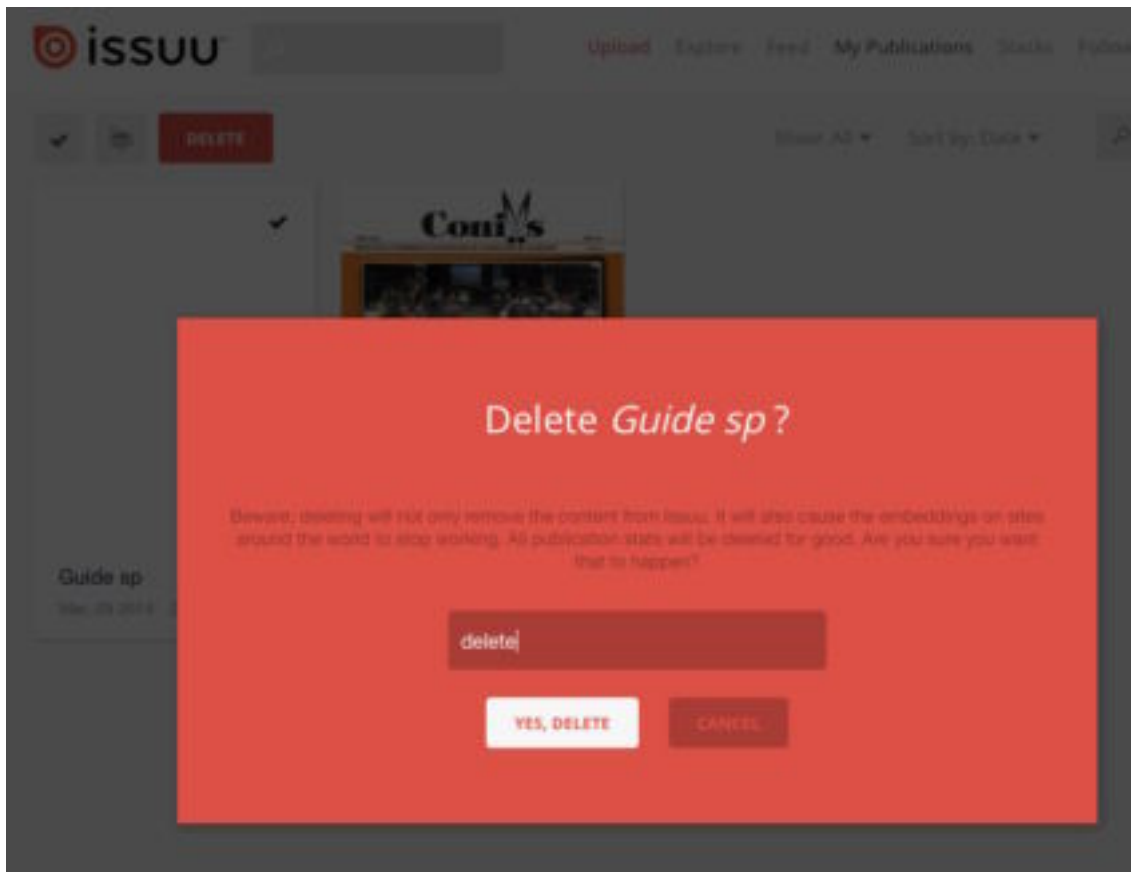 issuu
Upload Explore Feed My Publications Stacks
DELETE
Show: All Sort by: Date
Coni s
Delete Guide sp ?
Beware, deleting will not only remove the content from Issuu. It will also cause the embeddings on sites
around the world to stop working. All publication stats will be deleted for good. Are you sure you want
that to happen?
Guide sp
delete
YES, DELETE CANCEL